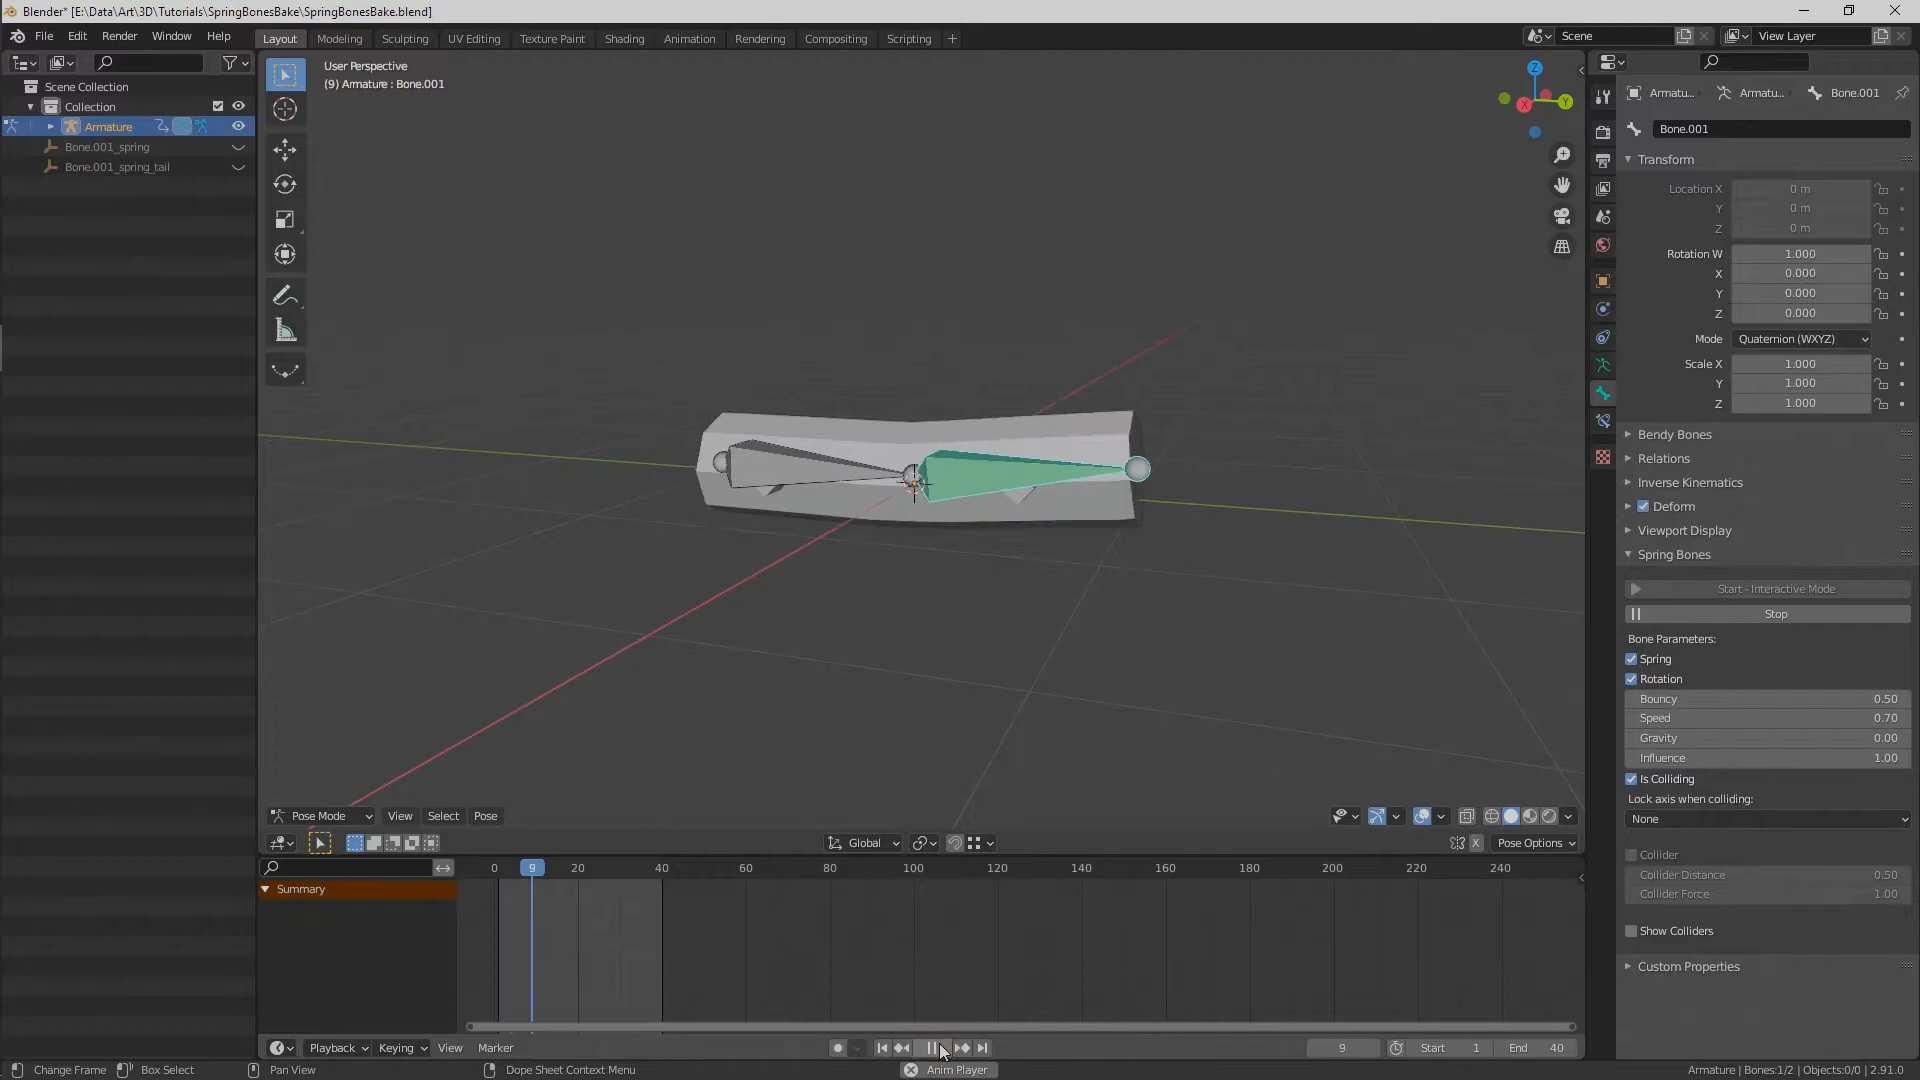 Blender* [E:\Data\Art\3D\Tutorials\SpringBonesBake\SpringBonesBake.blend]
File Edit Render Window Help
Layout Modeling Sculpting UV Editing Texture Paint Shading Animation Rendering Compositing Scripting +
Scene
View Layer
Scene Collection
Collection
Armature
Bone.001_spring
Bone.001_spring_tail
User Perspective
(9) Armature : Bone.001
Z
X
Y
Armatu...
Armatu...
Bone.001
Bone.001
Transform
Location X 0 m
Y 0 m
Z 0 m
Rotation W 1.000
X 0.000
Y 0.000
Z 0.000
Mode Quaternion (WXYZ)
Scale X 1.000
Y 1.000
Z 1.000
Bendy Bones
Relations
Inverse Kinematics
Deform
Viewport Display
Spring Bones
Start - Interactive Mode
Stop
Bone Parameters:
Spring
Rotation
Bouncy 0.50
Speed 0.70
Gravity 0.00
Influence 1.00
Is Colliding
Lock axis when colliding:
None
Collider
Collider Distance 0.50
Collider Force 1.00
Show Colliders
Custom Properties
Pose Mode View Select Pose
Global
X
Pose Options
0 9 20 40 60 80 100 120 140 160 180 200 220 240
Summary
Playback Keying View Marker
9 Start 1 End 40
Change Frame Box Select Pan View Dope Sheet Context Menu Anim Player
Armature | Bones:1/2 | Objects:0/0 | 2.91.0